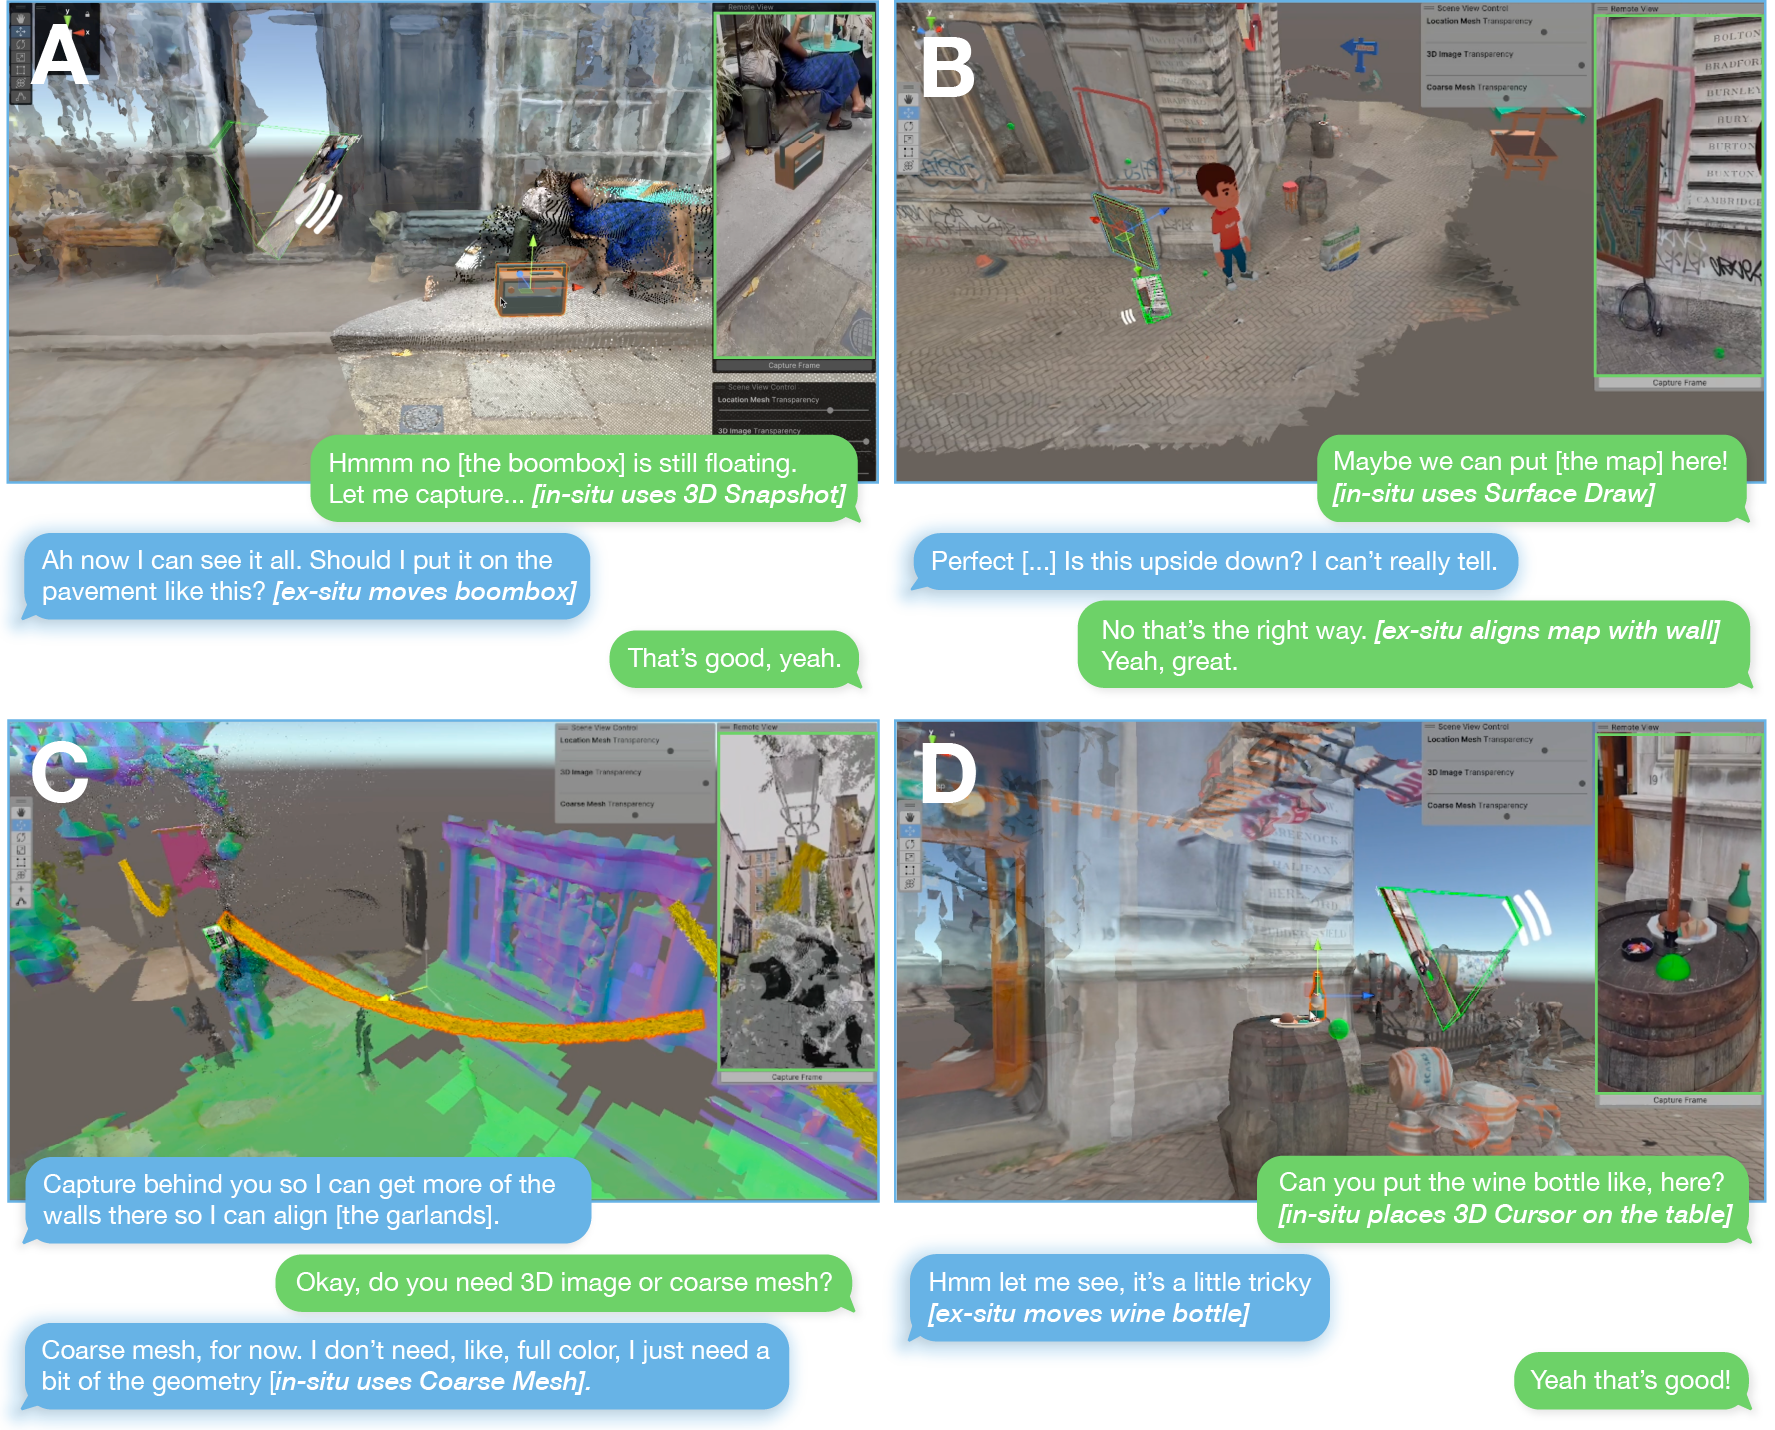 A
Remote View
Capture Frame
Scene View Control
Location Mesh Transparency
3D Image Transparency
Hmmm no [the boombox] is still floating.
Let me capture... [in-situ uses 3D Snapshot]
Ah now I can see it all. Should I put it on the
pavement like this? [ex-situ moves boombox]
That's good, yeah.
B
Scene View Control
Location Mesh Transparency
3D Image Transparency
Coarse Mesh Transparency
Remote View
BOLTON
BRADFOR
BURNLEY
BURY.
BURTON
BUXTON
CAMBRIDGE
Capture Frame
Maybe we can put [the map] here!
[in-situ uses Surface Draw]
Perfect [...] Is this upside down? I can't really tell.
No that's the right way. [ex-situ aligns map with wall]
Yeah, great.
C
Scene View Control
Location Mesh Transparency
3D Image Transparency
Coarse Mesh Transparency
Remote View
Capture Frame
Capture behind you so I can get more of the
walls there so I can align [the garlands].
Okay, do you need 3D image or coarse mesh?
Coarse mesh, for now. I don't need, like, full color, I just need a
bit of the geometry [in-situ uses Coarse Mesh].
D
Scene View Control
Location Mesh Transparency
3D Image Transparency
Coarse Mesh Transparency
Remote View
19
GREENOCK
HALIFAX
Capture Frame
Can you put the wine bottle like, here?
[in-situ places 3D Cursor on the table]
Hmm let me see, it's a little tricky
[ex-situ moves wine bottle]
Yeah that's good!